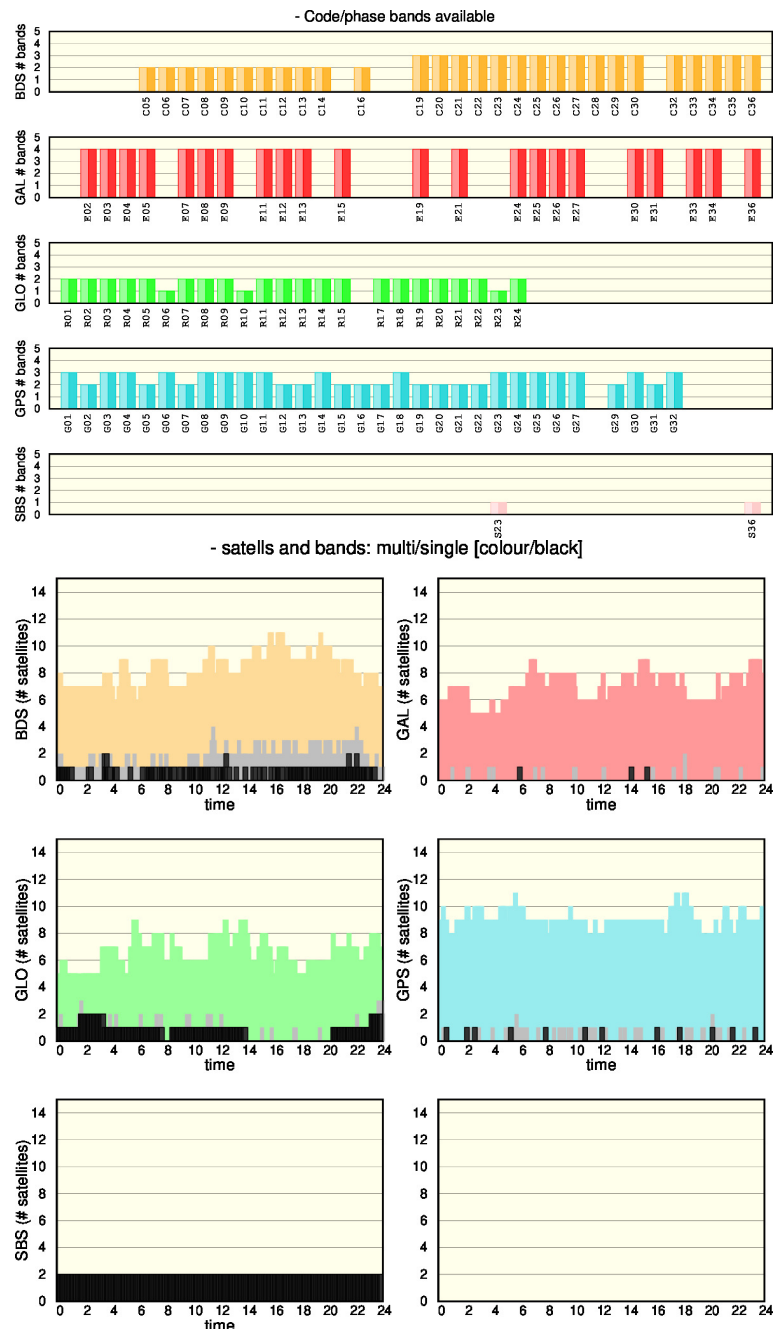 - Code/phase bands available
BDS # bands
5
4
3
2
1
0
C05 C06 C07 C08 C09 C10 C11 C12 C13 C14 C16 C19 C20 C21 C22 C23 C24 C25 C26 C27 C28 C29 C30 C32 C33 C34 C35 C36
GAL # bands
5
4
3
2
1
0
E02 E03 E04 E05 E07 E08 E09 E11 E12 E13 E15 E19 E21 E24 E25 E26 E27 E30 E31 E33 E34 E36
GLO # bands
5
4
3
2
1
0
R01 R02 R03 R04 R05 R06 R07 R08 R09 R10 R11 R12 R13 R14 R15 R17 R18 R19 R20 R21 R22 R23 R24
GPS # bands
5
4
3
2
1
0
G01 G02 G03 G04 G05 G06 G07 G08 G09 G10 G11 G12 G13 G14 G15 G16 G17 G18 G19 G20 G21 G22 G23 G24 G25 G26 G27 G29 G30 G31 G32
SBS # bands
5
4
3
2
1
0
S23 S36
- satells and bands: multi/single [colour/black]
BDS (# satellites)
14
12
10
8
6
4
2
0
0 2 4 6 8 10 12 14 16 18 20 22 24
time
GAL (# satellites)
14
12
10
8
6
4
2
0
0 2 4 6 8 10 12 14 16 18 20 22 24
time
GLO (# satellites)
14
12
10
8
6
4
2
0
0 2 4 6 8 10 12 14 16 18 20 22 24
time
GPS (# satellites)
14
12
10
8
6
4
2
0
0 2 4 6 8 10 12 14 16 18 20 22 24
time
SBS (# satellites)
14
12
10
8
6
4
2
0
0 2 4 6 8 10 12 14 16 18 20 22 24
time
14
12
10
8
6
4
2
0
0 2 4 6 8 10 12 14 16 18 20 22 24